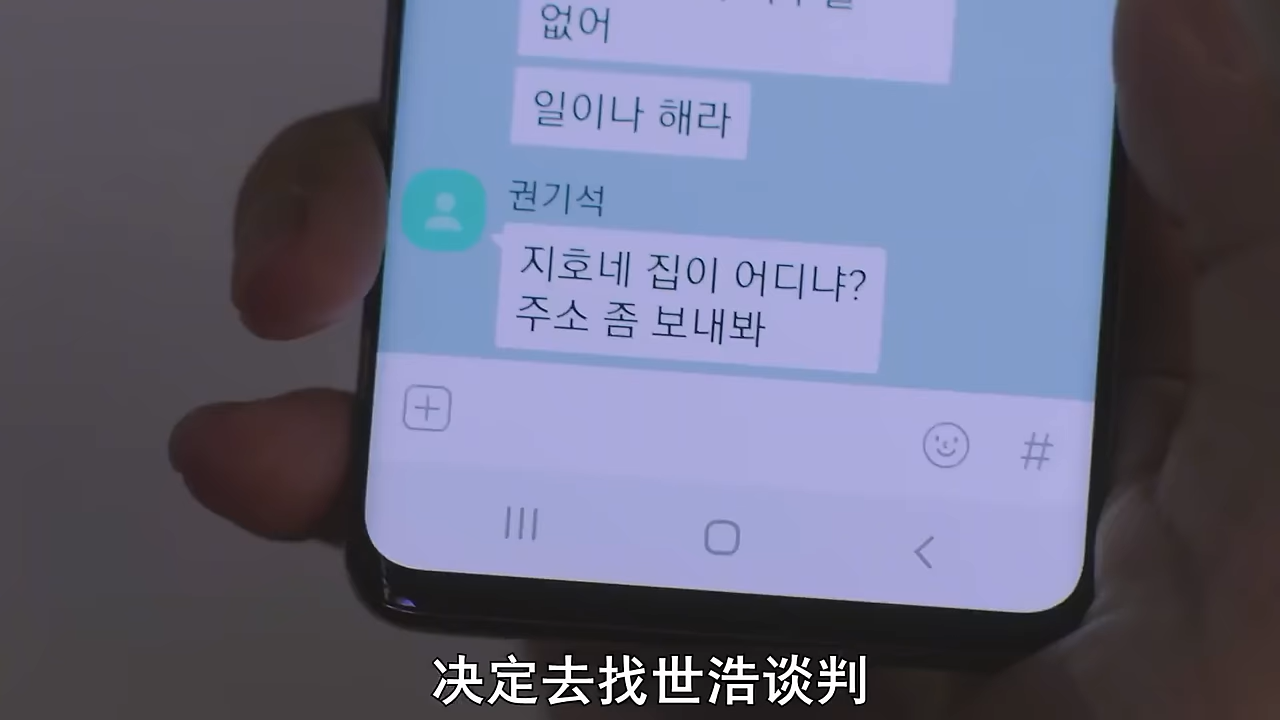 없어
일이나 해라
권기석
지호네 집이 어디냐?
주소 좀 보내봐
#
决定去找世浩谈判